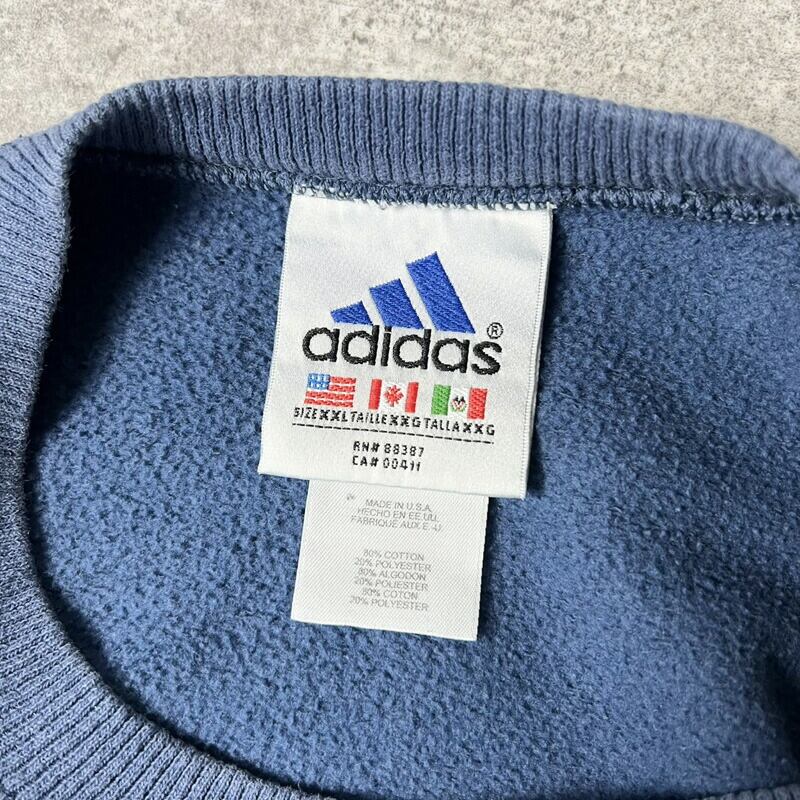 adidas®
SIZE XXL TAILLE XXG TALLA XXG
RN# 88387
CA# 00411
MADE IN U.S.A.
HECHO EN EE.UU.
FABRIQUÉ AUX E.-U.
80% COTTON
20% POLYESTER
80% ALGODON
20% POLIESTER
80% COTON
20% POLYESTER